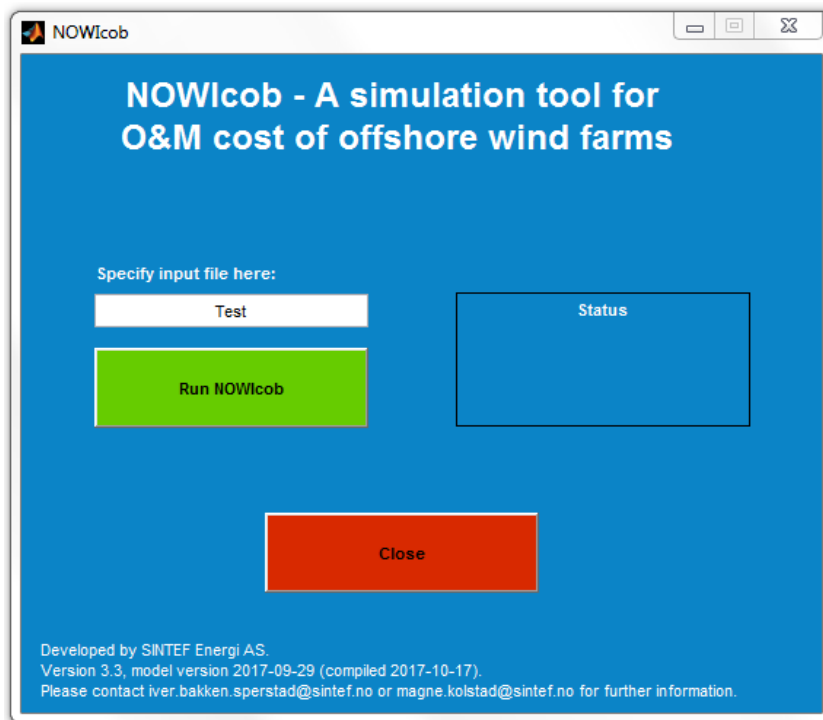 NOWIcob
NOWIcob - A simulation tool for
O&M cost of offshore wind farms
Specify input file here:
Test
Status
Run NOWIcob
Close
Developed by SINTEF Energi AS.
Version 3.3, model version 2017-09-29 (compiled 2017-10-17).
Please contact iver.bakken.sperstad@sintef.no or magne.kolstad@sintef.no for further information.